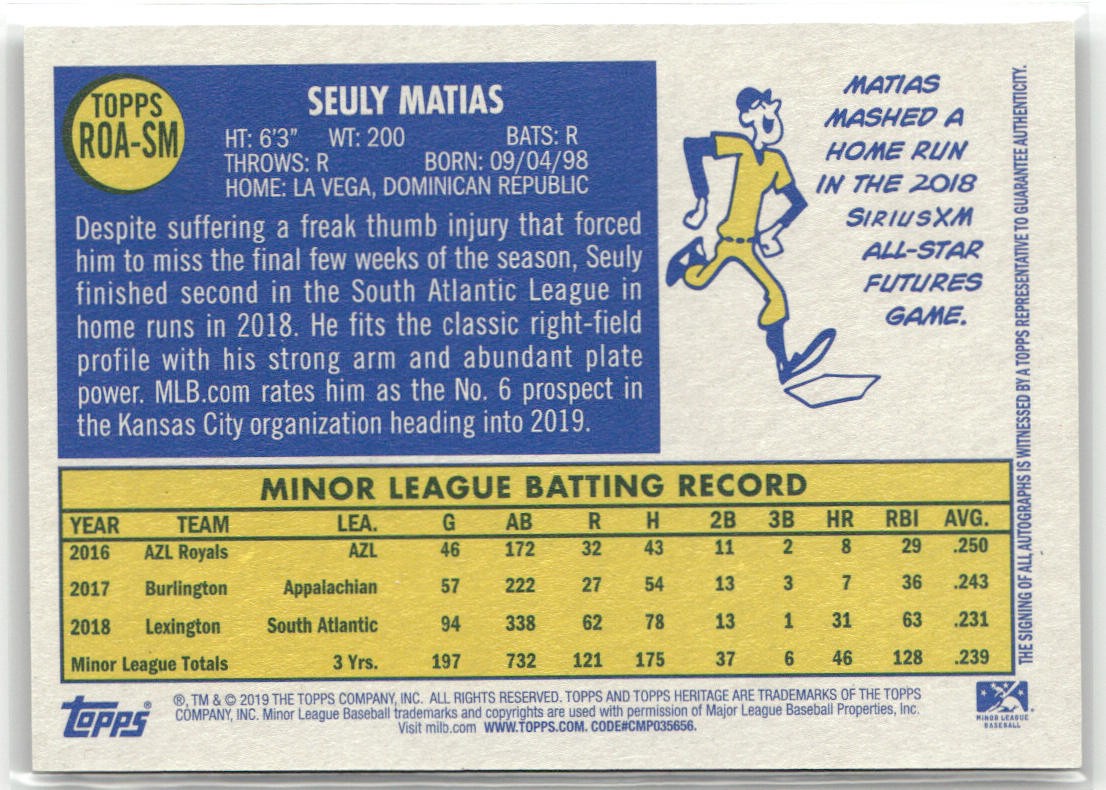 TOPPS
ROA-SM
SEULY MATIAS
HT: 6'3" WT: 200 BATS: R
THROWS: R BORN: 09/04/98
HOME: LA VEGA, DOMINICAN REPUBLIC
Despite suffering a freak thumb injury that forced
him to miss the final few weeks of the season, Seuly
finished second in the South Atlantic League in
home runs in 2018. He fits the classic right-field
profile with his strong arm and abundant plate
power. MLB.com rates him as the No. 6 prospect in
the Kansas City organization heading into 2019.
MATIAS
MASHED A
HOME RUN
IN THE 2018
SIRIUSXM
ALL-STAR
FUTURES
GAME.
THE SIGNING OF ALL AUTOGRAPHS IS WITNESSED BY A TOPPS REPRESENTATIVE TO GUARANTEE AUTHENTICITY.
MINOR LEAGUE BATTING RECORD
YEAR TEAM LEA. G AB R H 2B 3B HR RBI AVG.
2016 AZL Royals AZL 46 172 32 43 11 2 8 29 .250
2017 Burlington Appalachian 57 222 27 54 13 3 7 36 .243
2018 Lexington South Atlantic 94 338 62 78 13 1 31 63 .231
Minor League Totals 3 Yrs. 197 732 121 175 37 6 46 128 .239
topps®
®, TM & © 2019 THE TOPPS COMPANY, INC. ALL RIGHTS RESERVED. TOPPS AND TOPPS HERITAGE ARE TRADEMARKS OF THE TOPPS
COMPANY, INC. Minor League Baseball trademarks and copyrights are used with permission of Major League Baseball Properties, Inc.
Visit milb.com WWW.TOPPS.COM. CODE#CMP035656.
MINOR LEAGUE
BASEBALL